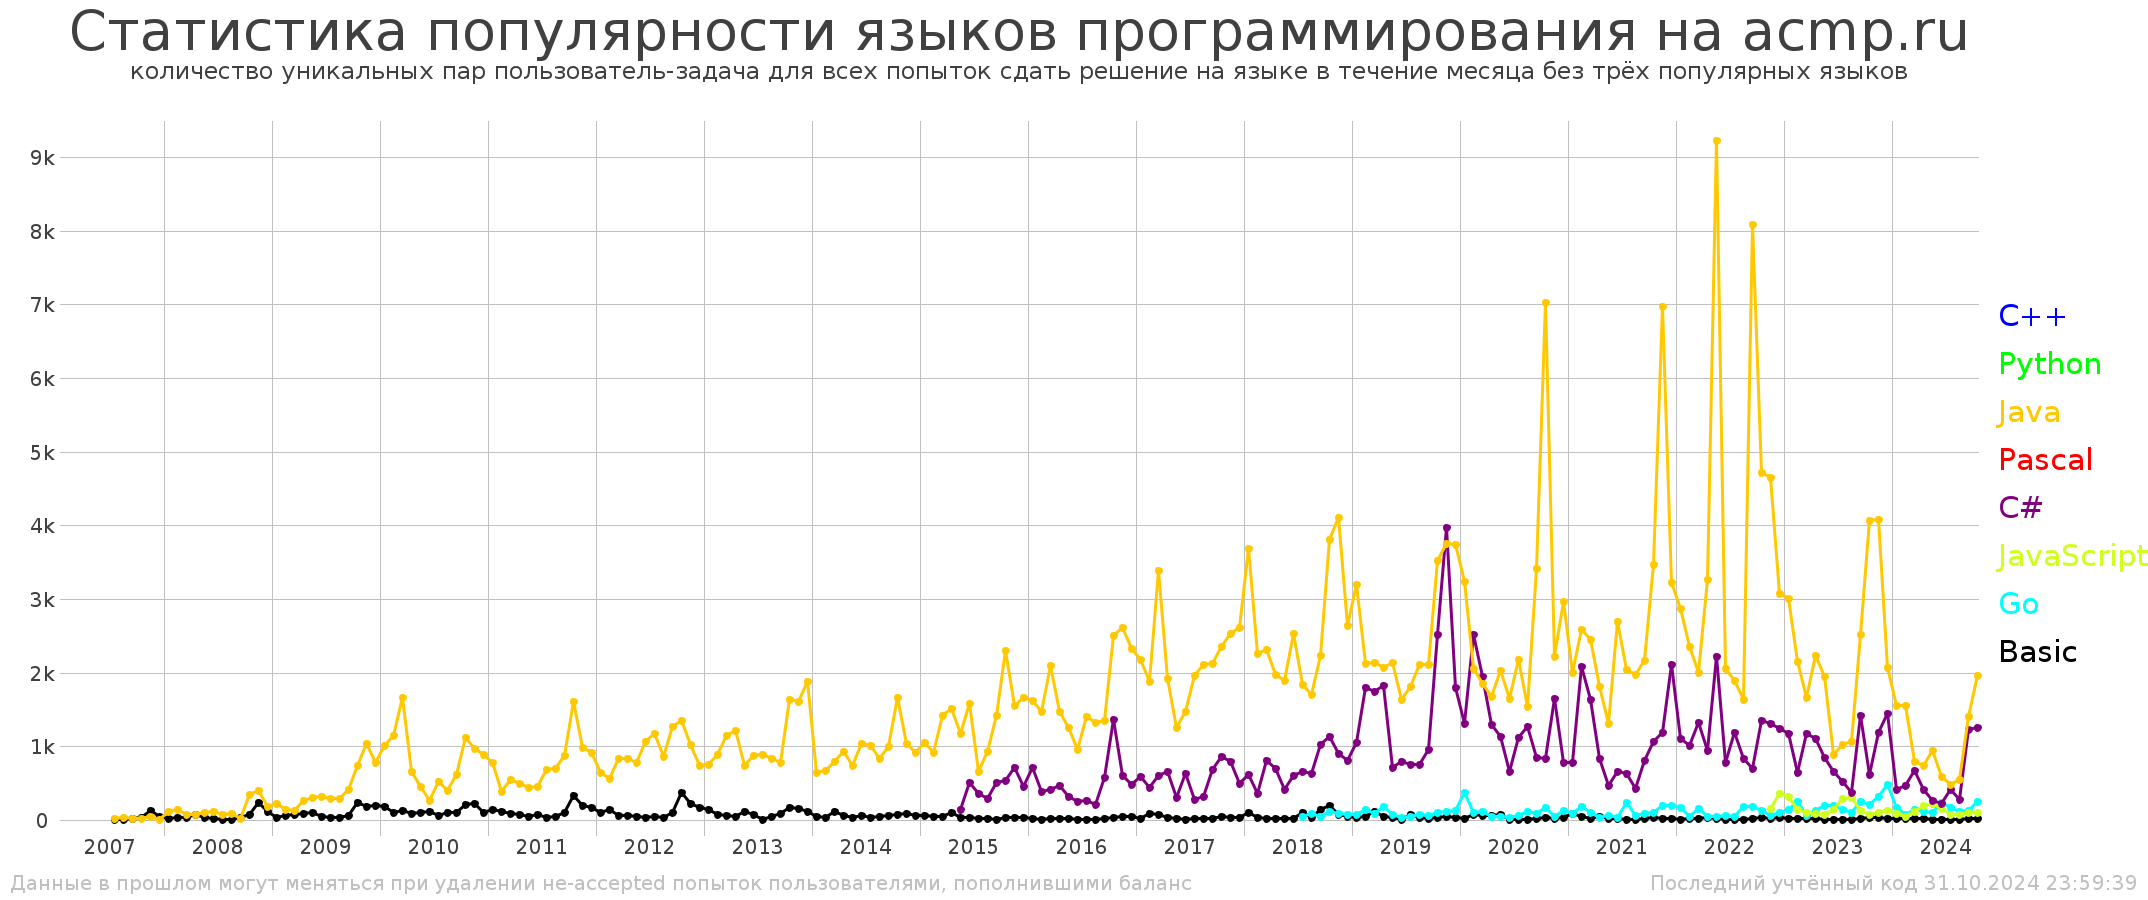 Статистика популярности языков программирования на acmp.ru
количество уникальных пар пользователь-задача для всех попыток сдать решение на языке в течение месяца без трёх популярных языков
9k
8k
7k
6k
5k
4k
3k
2k
1k
0
C++
Python
Java
Pascal
C#
JavaScript
Go
Basic
2007 2008 2009 2010 2011 2012 2013 2014 2015 2016 2017 2018 2019 2020 2021 2022 2023 2024
Данные в прошлом могут меняться при удалении не-accepted попыток пользователями, пополнившими баланс
Последний учтённый код 31.10.2024 23:59:39